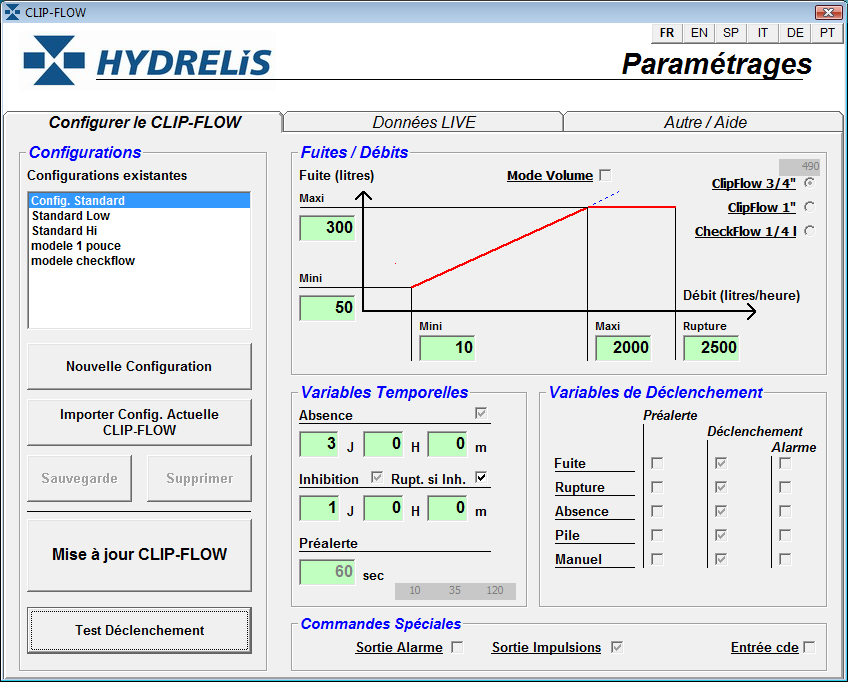 CLIP-FLOW
FR EN SP IT DE PT
HYDRELiS
Paramétrages
Configurer le CLIP-FLOW
Données LIVE
Autre / Aide
Configurations
Configurations existantes
Config. Standard
Standard Low
Standard Hi
modele 1 pouce
modele checkflow
Nouvelle Configuration
Importer Config. Actuelle
CLIP-FLOW
Sauvegarde
Supprimer
Mise à jour CLIP-FLOW
Test Déclenchement
Fuites / Débits
Fuite (litres)
Mode Volume
490
ClipFlow 3/4"
ClipFlow 1"
CheckFlow 1/4 l
Maxi
300
Mini
50
Débit (litres/heure)
Mini
10
Maxi
2000
Rupture
2500
Variables Temporelles
Absence
3 J 0 H 0 m
Inhibition
Rupt. si Inh.
1 J 0 H 0 m
Préalerte
60 sec
10 35 120
Variables de Déclenchement
Préalerte
Déclenchement
Alarme
Fuite
Rupture
Absence
Pile
Manuel
Commandes Spéciales
Sortie Alarme
Sortie Impulsions
Entrée cde